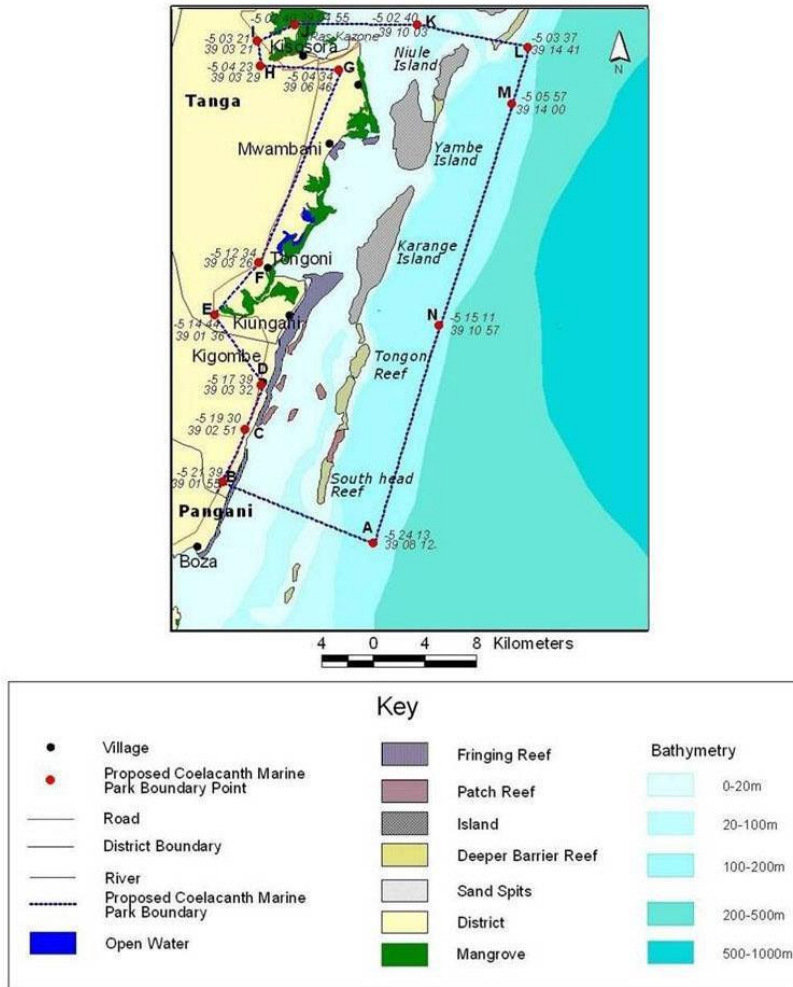 -5 02 40
K
39 10 03
-5 03 21
39 03 21
I
J
Ras Kazone
Kisosora
Niule
Island
L
-5 03 37
39 14 41
-5 04 23
39 03 29
H
-5 04 34
39 06 46
G
N
M
-5 05 57
39 14 00
Tanga
Mwambani
Yambe
Island
Karange
Island
-5 12 34
39 03 26
F
Tongoni
E
-5 14 44
39 01 36
Kiungani
N
-5 15 11
39 10 57
Kigombe
Tongon
Reef
D
-5 17 39
39 03 32
-5 19 30
39 02 51
C
-5 21 39
39 01 55
B
South head
Reef
Pangani
A
-5 24 13
39 08 12
Boza
4 0 4 8 Kilometers
Key
Village
Proposed Coelacanth Marine
Park Boundary Point
Road
District Boundary
River
Proposed Coelacanth Marine
Park Boundary
Open Water
Fringing Reef
Patch Reef
Island
Deeper Barrier Reef
Sand Spits
District
Mangrove
Bathymetry
0-20m
20-100m
100-200m
200-500m
500-1000m